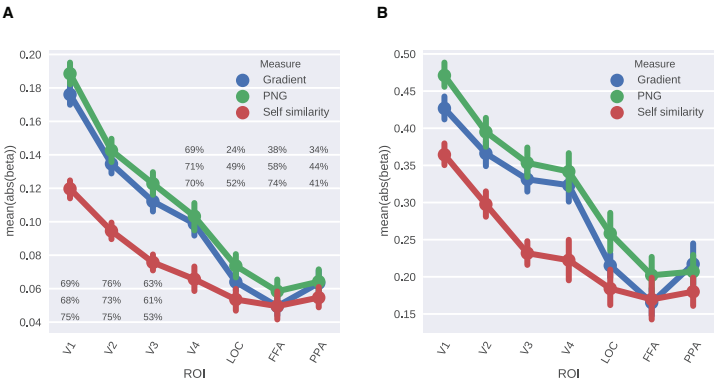 A
B
0.20
0.18
0.16
0.14
0.12
0.10
0.08
0.06
0.04
mean(abs(beta))
Measure
Gradient
PNG
Self similarity
69% 24% 38% 34%
71% 49% 58% 44%
70% 52% 74% 41%
69% 76% 63%
68% 73% 61%
75% 75% 53%
V1 V2 V3 V4 LOC FFA PPA
ROI
0.50
0.45
0.40
0.35
0.30
0.25
0.20
0.15
mean(abs(beta))
Measure
Gradient
PNG
Self similarity
V1 V2 V3 V4 LOC FFA PPA
ROI